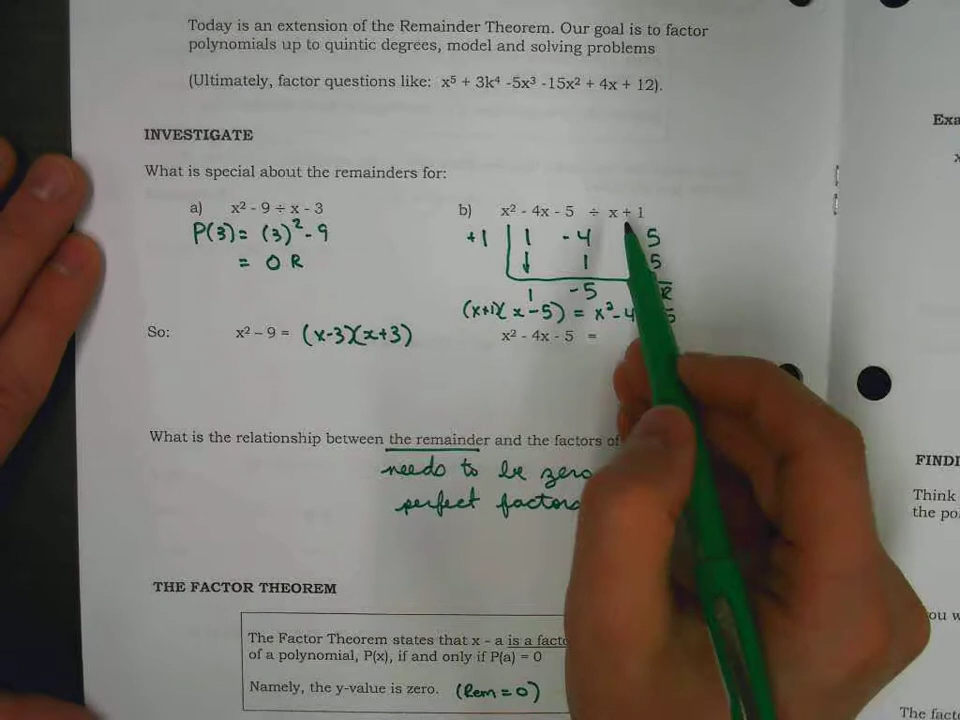 Today is an extension of the Remainder Theorem. Our goal is to factor
polynomials up to quintic degrees, model and solving problems
(Ultimately, factor questions like: x⁵ + 3k⁴ -5x³ -15x² + 4x + 12).
INVESTIGATE
Exa
What is special about the remainders for:
x
a) x² - 9 ÷ x - 3
b) x² - 4x - 5 ÷ x + 1
P(3) = (3)² - 9
+1 1 -4 5
= 0 R
↓ 1 5
1 -5 R
(x+1)(x-5) = x² - 4 5
So: x² – 9 = (x-3)(x+3)
x² - 4x - 5 =
What is the relationship between the remainder and the factors of
needs to be zero
perfect factors
FINDI
Think
the po
THE FACTOR THEOREM
The Factor Theorem states that x - a is a facto
of a polynomial, P(x), if and only if P(a) = 0
Namely, the y-value is zero. (Rem = 0)
ou w
The facto